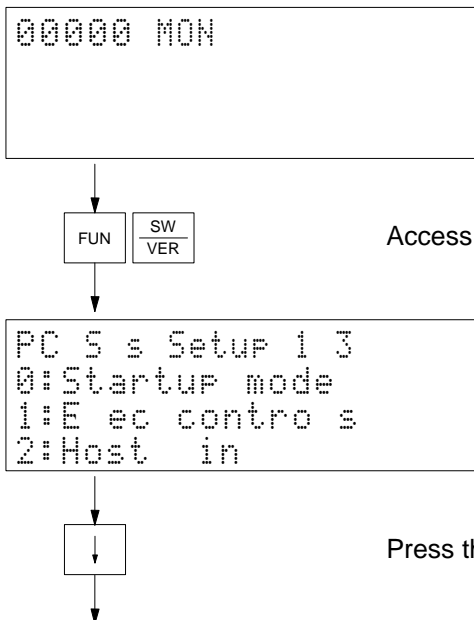 00000 MON
FUN SW
VER
Access
PC S s Setup 1 3
0:Startup mode
1:E ec contro s
2:Host in
Press th